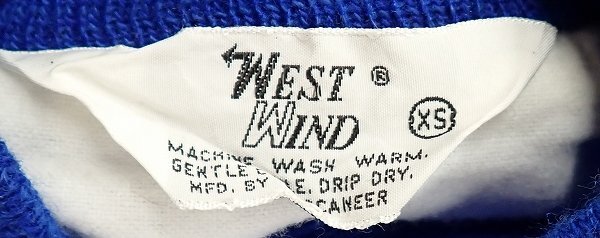 WEST ®
WIND XS
MACHINE WASH WARM.
GENTLE DRIP DRY.
MFD. BY